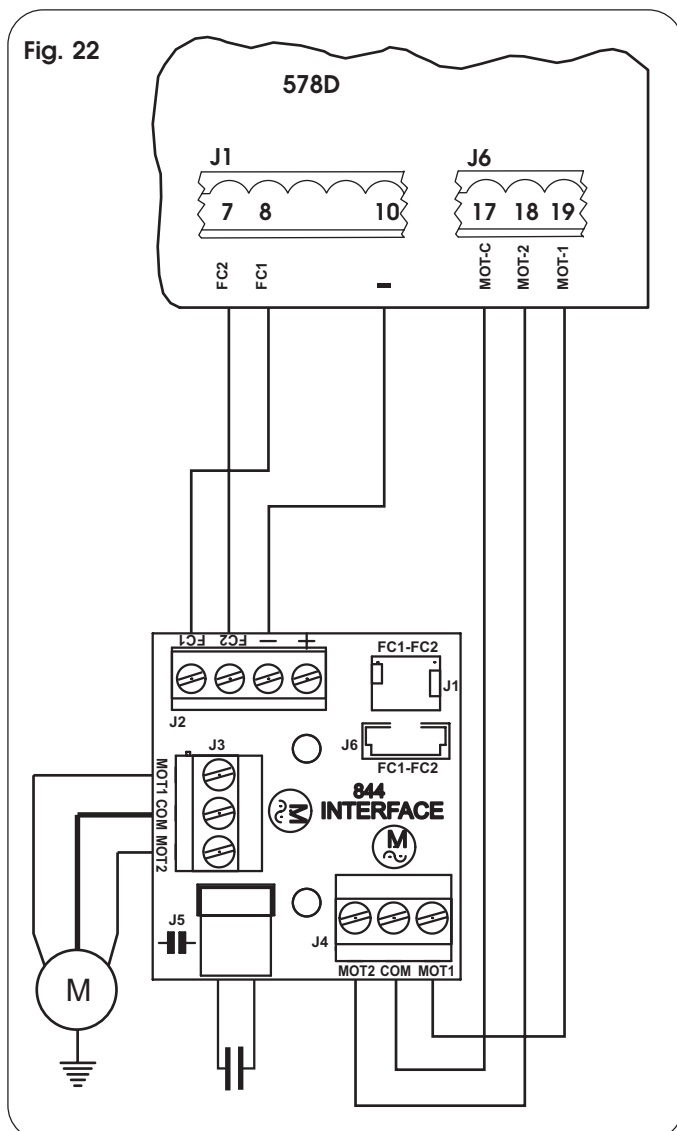 Fig. 22
578D
J1
J6
7 8 10
17 18 19
FC2 FC1 –
MOT-C MOT-2 MOT-1
FC1 FC2 – +
FC1-FC2
J1
J2
J6
FC1-FC2
J3
MOT1 COM MOT2
844
INTERFACE
M
M
J5
J4
MOT2 COM MOT1
M